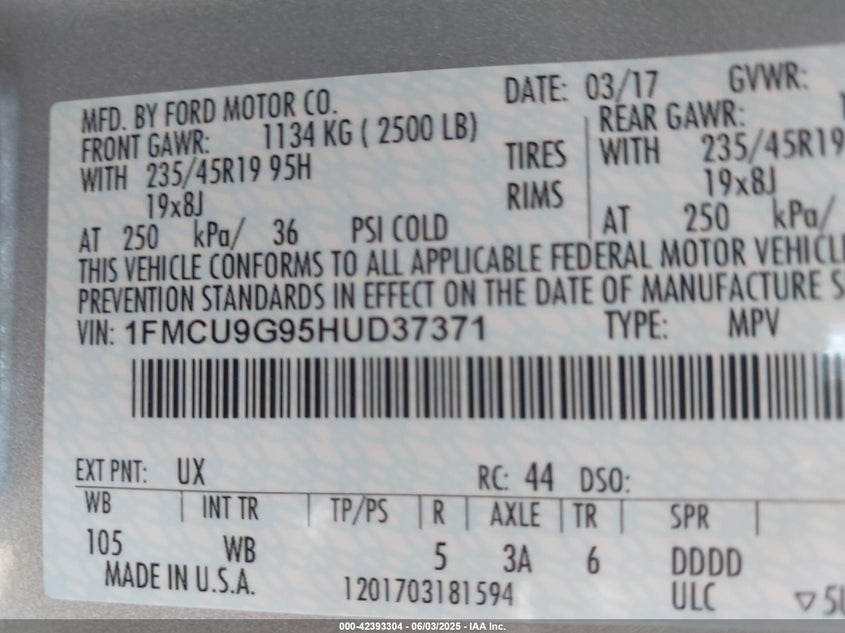 MFD. BY FORD MOTOR CO. DATE: 03/17 GVWR:
FRONT GAWR: 1134 KG ( 2500 LB) REAR GAWR:
WITH 235/45R19 95H TIRES WITH 235/45R19
19x8J RIMS 19x8J
AT 250 kPa/ 36 PSI COLD AT 250 kPa/
THIS VEHICLE CONFORMS TO ALL APPLICABLE FEDERAL MOTOR VEHICL
PREVENTION STANDARDS IN EFFECT ON THE DATE OF MANUFACTURE S
VIN: 1FMCU9G95HUD37371 TYPE: MPV
EXT PNT: UX RC: 44 DSO:
WB INT TR TP/PS R AXLE TR SPR
105 WB 5 3A 6 DDDD
MADE IN U.S.A. 1201703181594 ULC
000-42393304 - 06/03/2025 - IAA Inc.